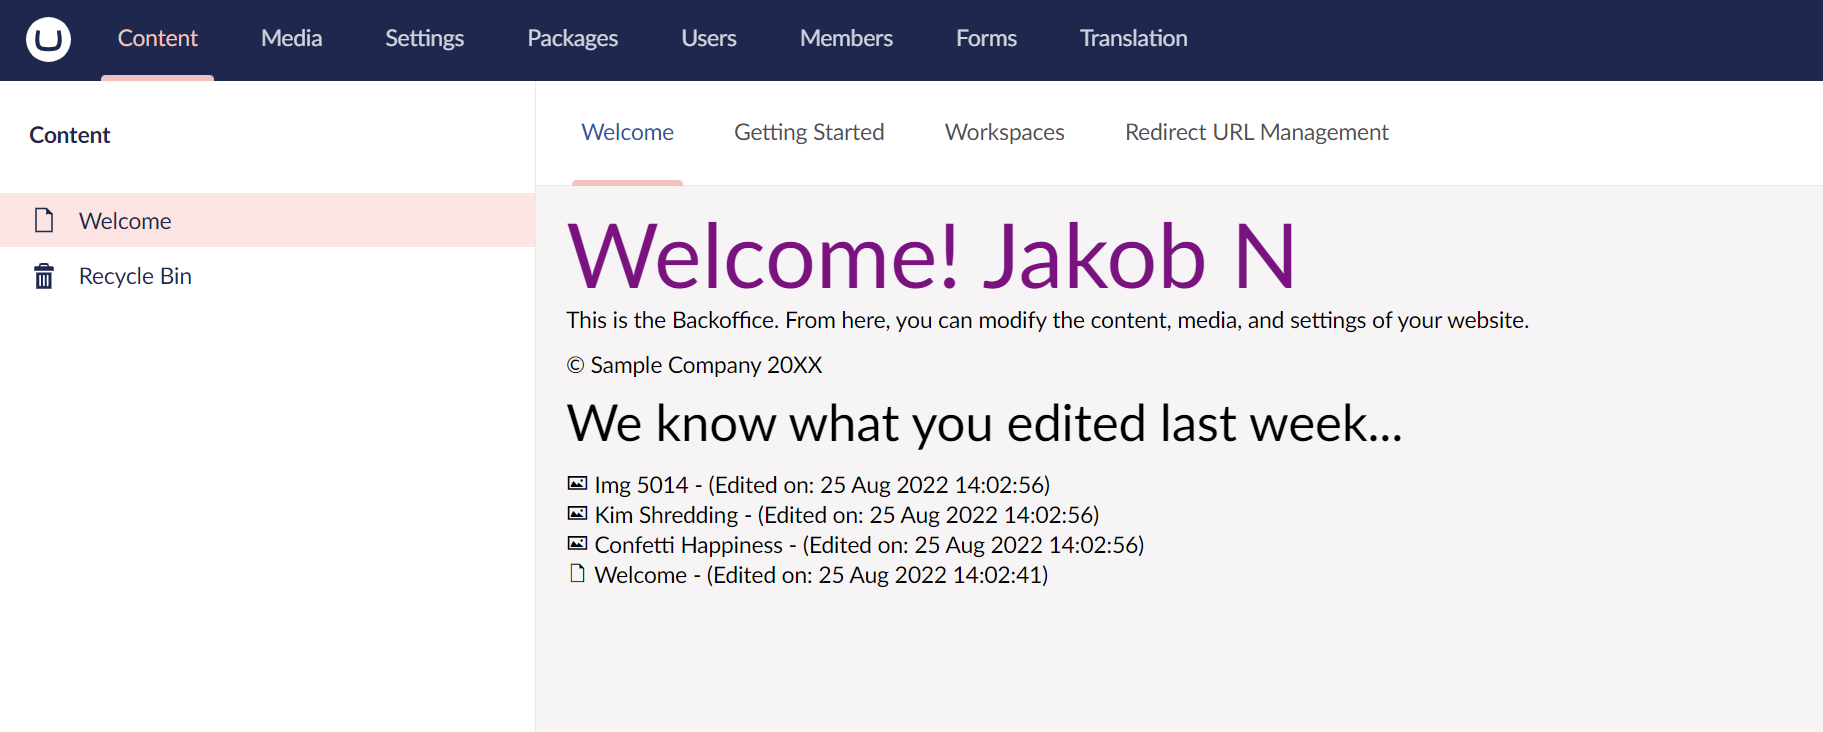 Content Media Settings Packages Users Members Forms Translation
Content
Welcome
Recycle Bin
Welcome Getting Started Workspaces Redirect URL Management
Welcome! Jakob N
This is the Backoffice. From here, you can modify the content, media, and settings of your website.
© Sample Company 20XX
We know what you edited last week...
Img 5014 - (Edited on: 25 Aug 2022 14:02:56)
Kim Shredding - (Edited on: 25 Aug 2022 14:02:56)
Confetti Happiness - (Edited on: 25 Aug 2022 14:02:56)
Welcome - (Edited on: 25 Aug 2022 14:02:41)